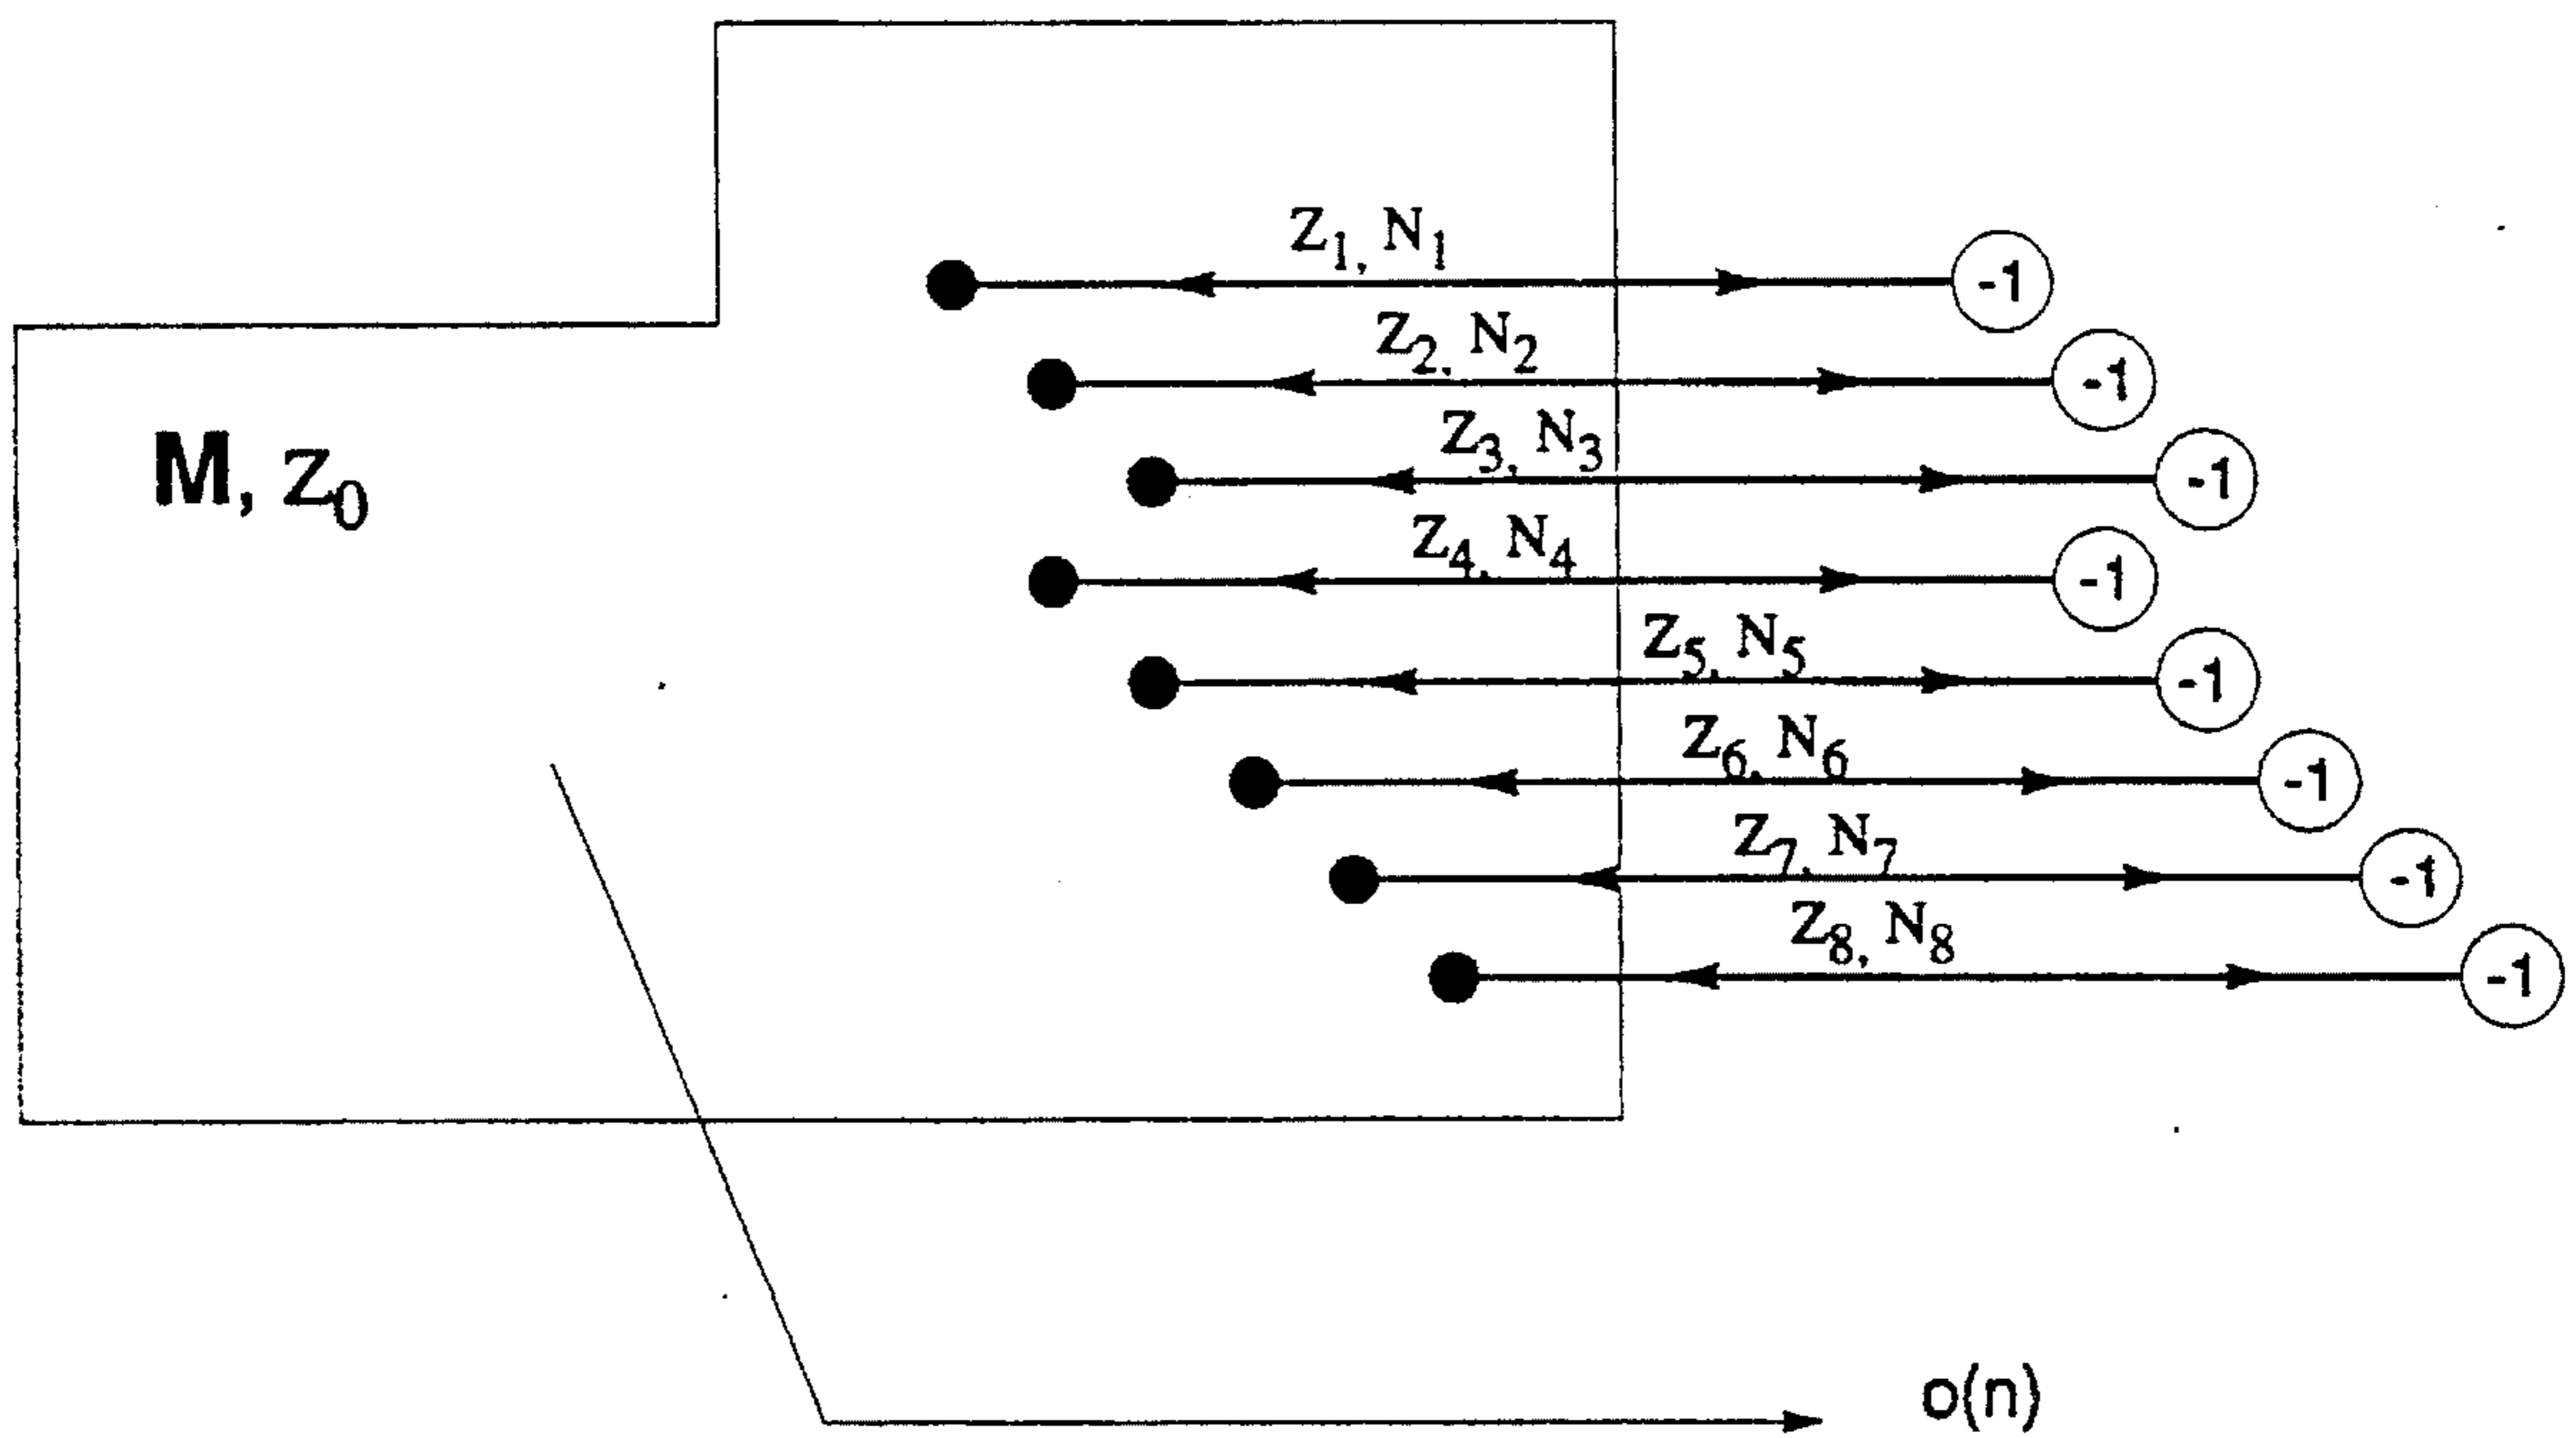 Z1, N1
-1
Z2, N2
-1
Z3, N3
-1
M, Z0
Z4, N4
-1
Z5, N5
-1
Z6, N6
-1
Z7, N7
-1
Z8, N8
-1
o(n)